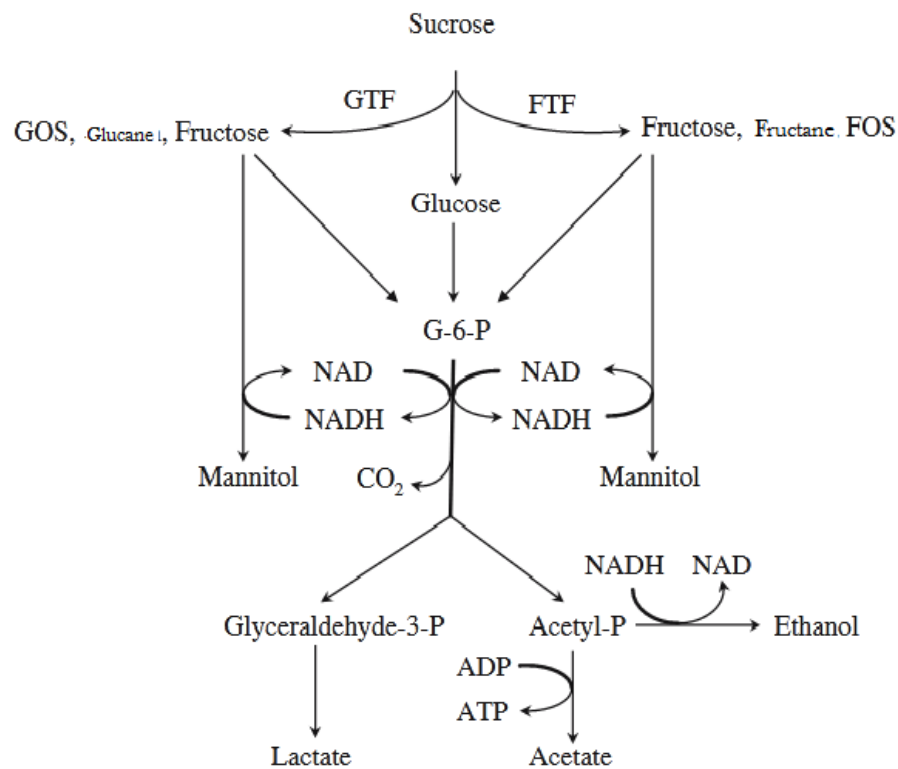 Sucrose
GTF FTF
GOS, Glucane, Fructose Fructose, Fructane, FOS
Glucose
G-6-P
NAD NAD
NADH NADH
Mannitol CO2 Mannitol
NADH NAD
Glyceraldehyde-3-P Acetyl-P Ethanol
ADP
ATP
Lactate Acetate